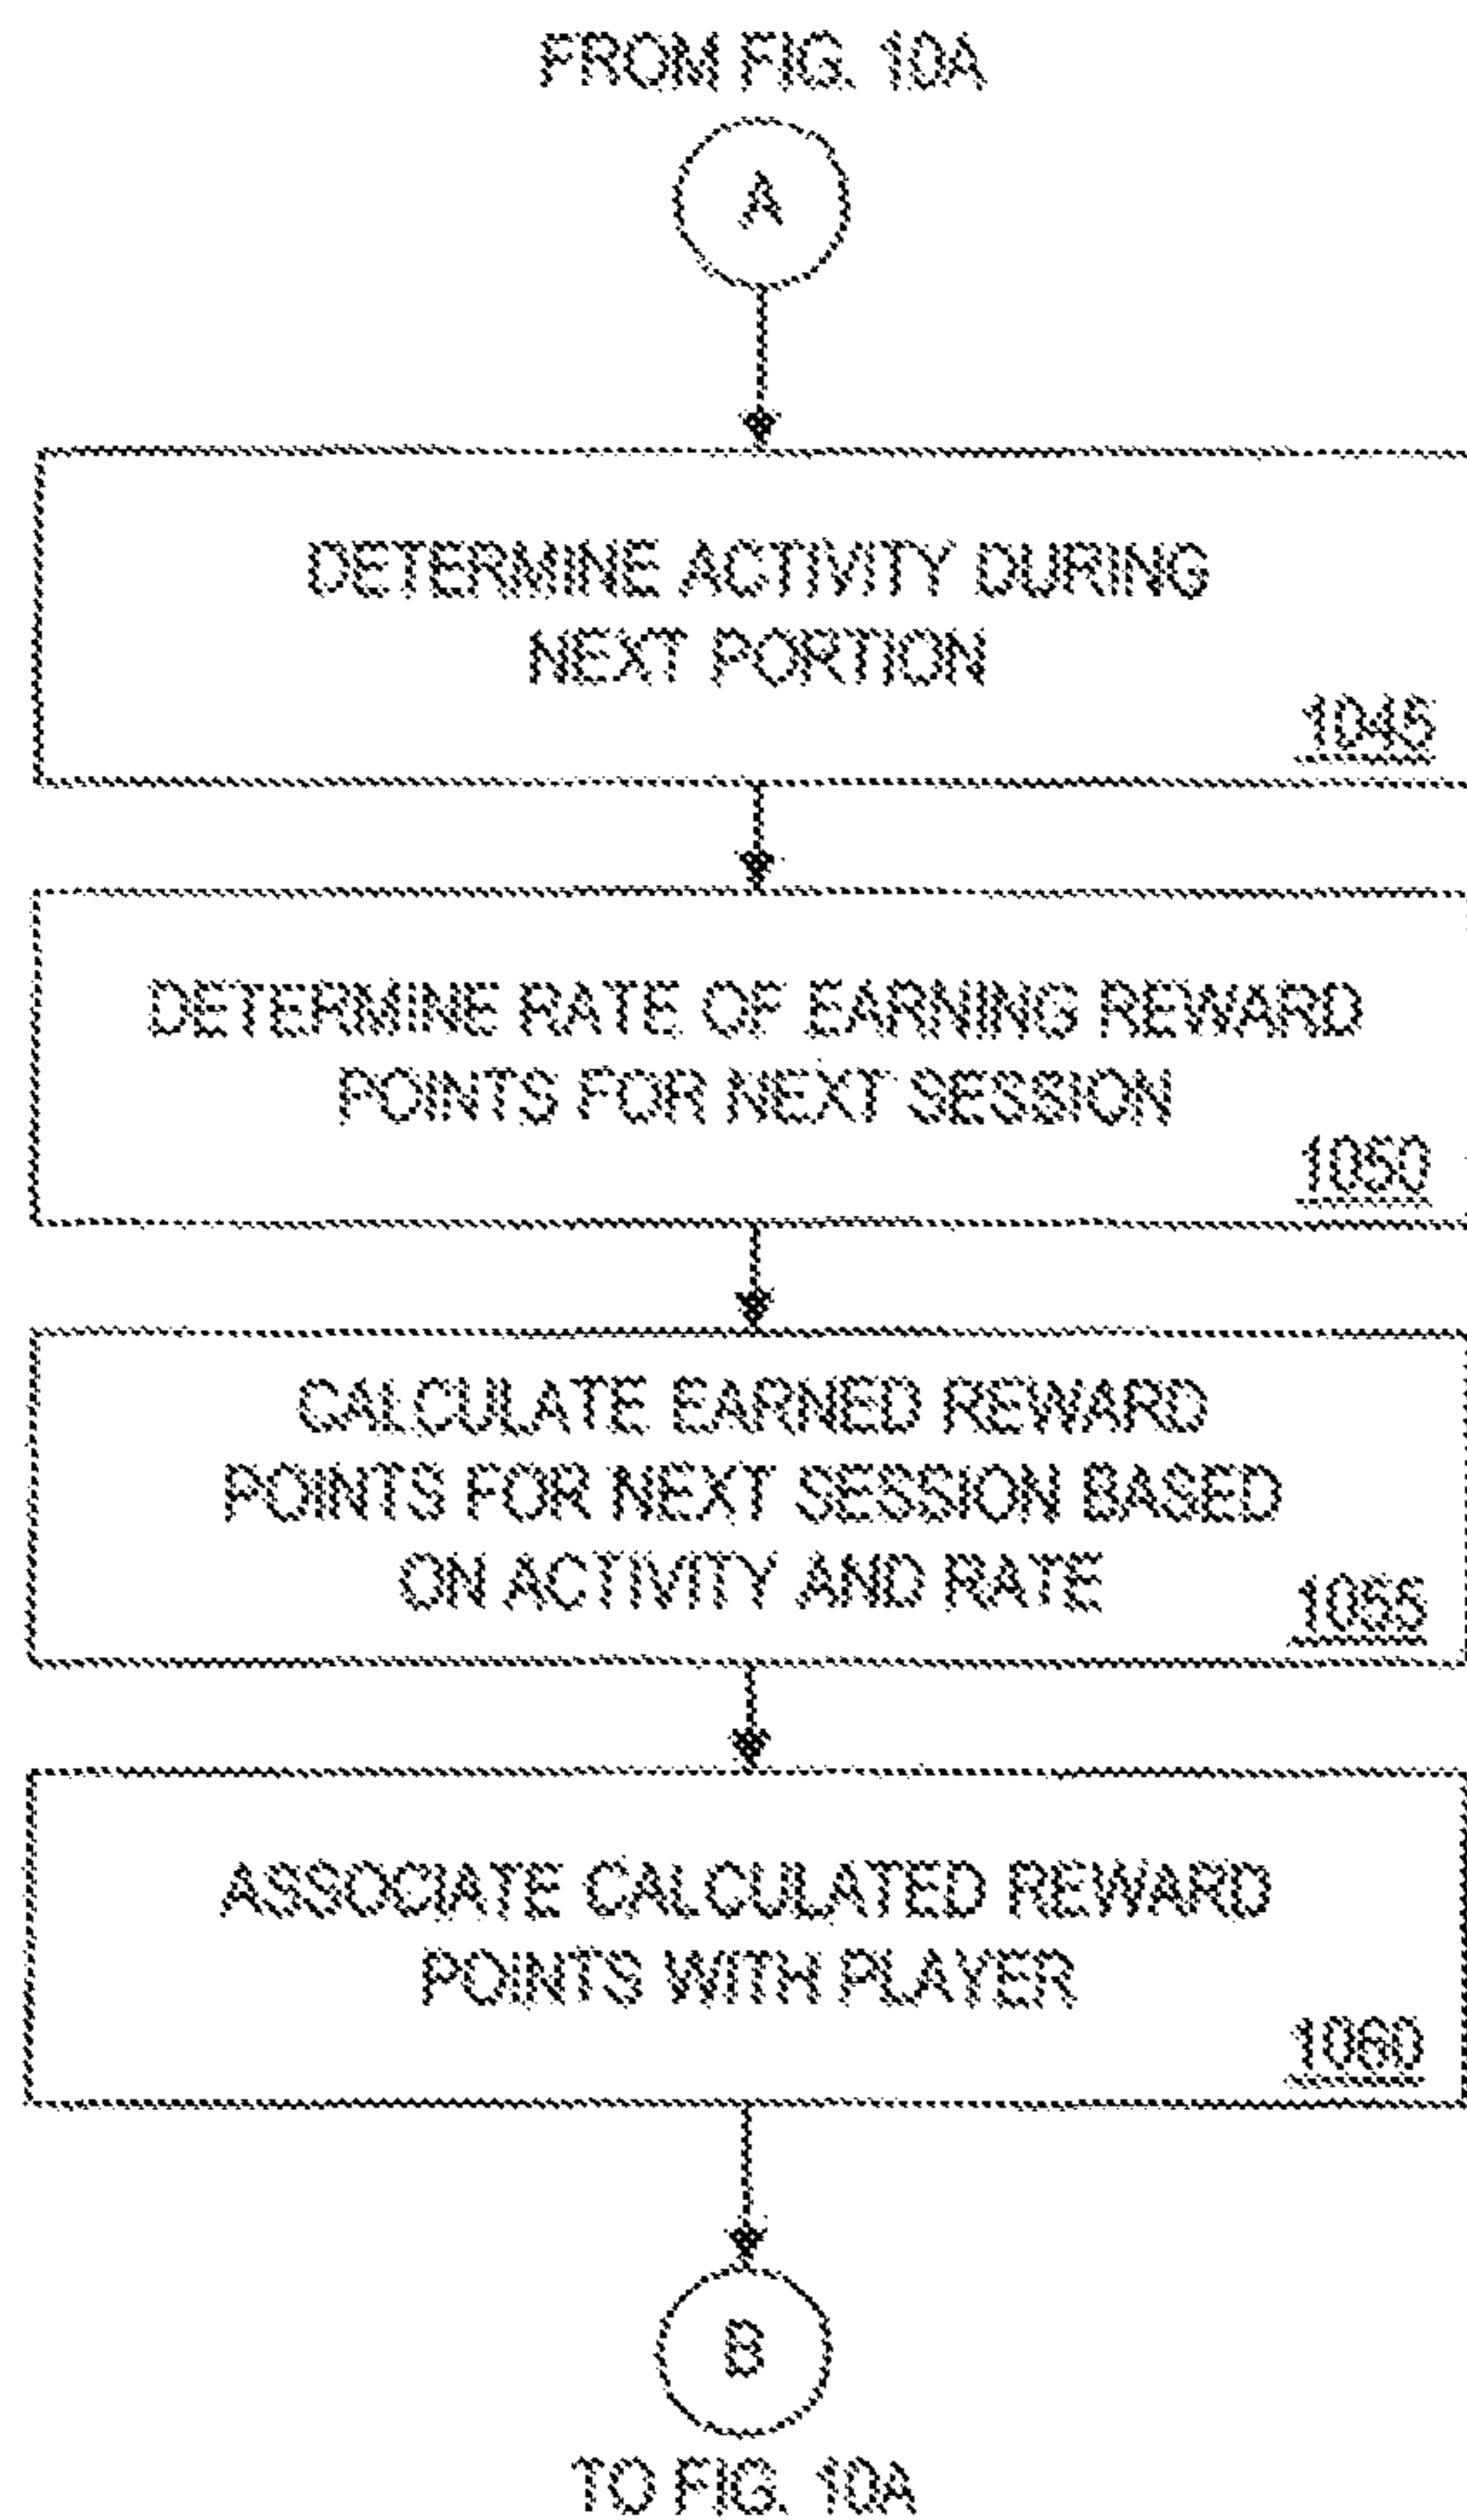 FROM FIG. 10A
A
DETERMINE ACTIVITY DURING
NEXT PORTION
1045
DETERMINE RATE OF EARNING REWARD
POINTS FOR NEXT SESSION
1050
CALCULATE EARNED REWARD
POINTS FOR NEXT SESSION BASED
ON ACTIVITY AND RATE
1055
ASSOCIATE CALCULATED REWARD
POINTS WITH PLAYER
1060
B
TO FIG. 10A